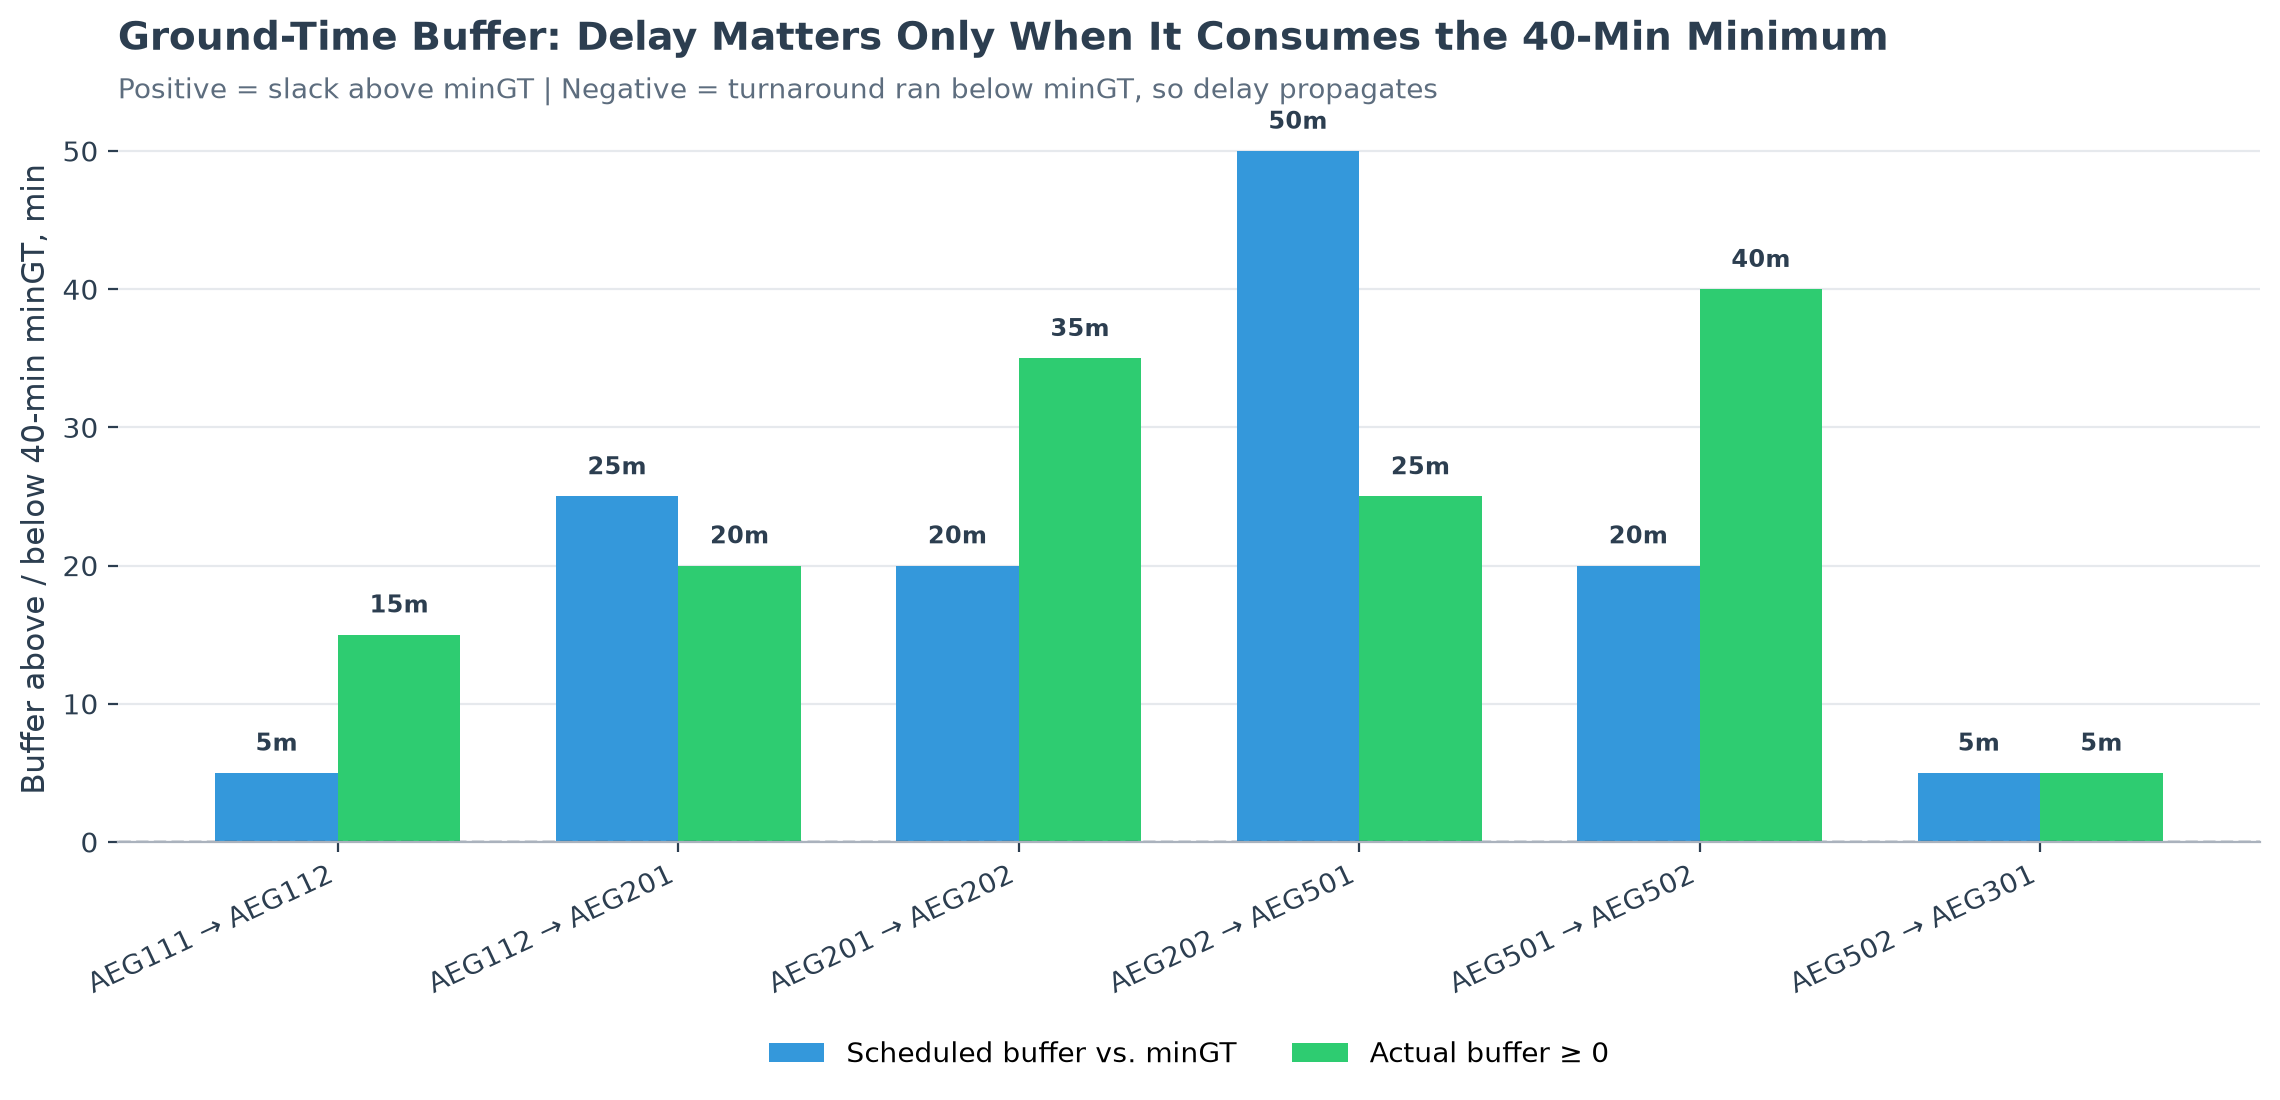 Ground-Time Buffer: Delay Matters Only When It Consumes the 40-Min Minimum
Positive = slack above minGT | Negative = turnaround ran below minGT, so delay propagates
Buffer above / below 40-min minGT, min
50
40
30
20
10
0
5m
15m
25m
20m
20m
35m
50m
25m
20m
40m
5m
5m
AEG111 → AEG112
AEG112 → AEG201
AEG201 → AEG202
AEG202 → AEG501
AEG501 → AEG502
AEG502 → AEG301
Scheduled buffer vs. minGT
Actual buffer ≥ 0